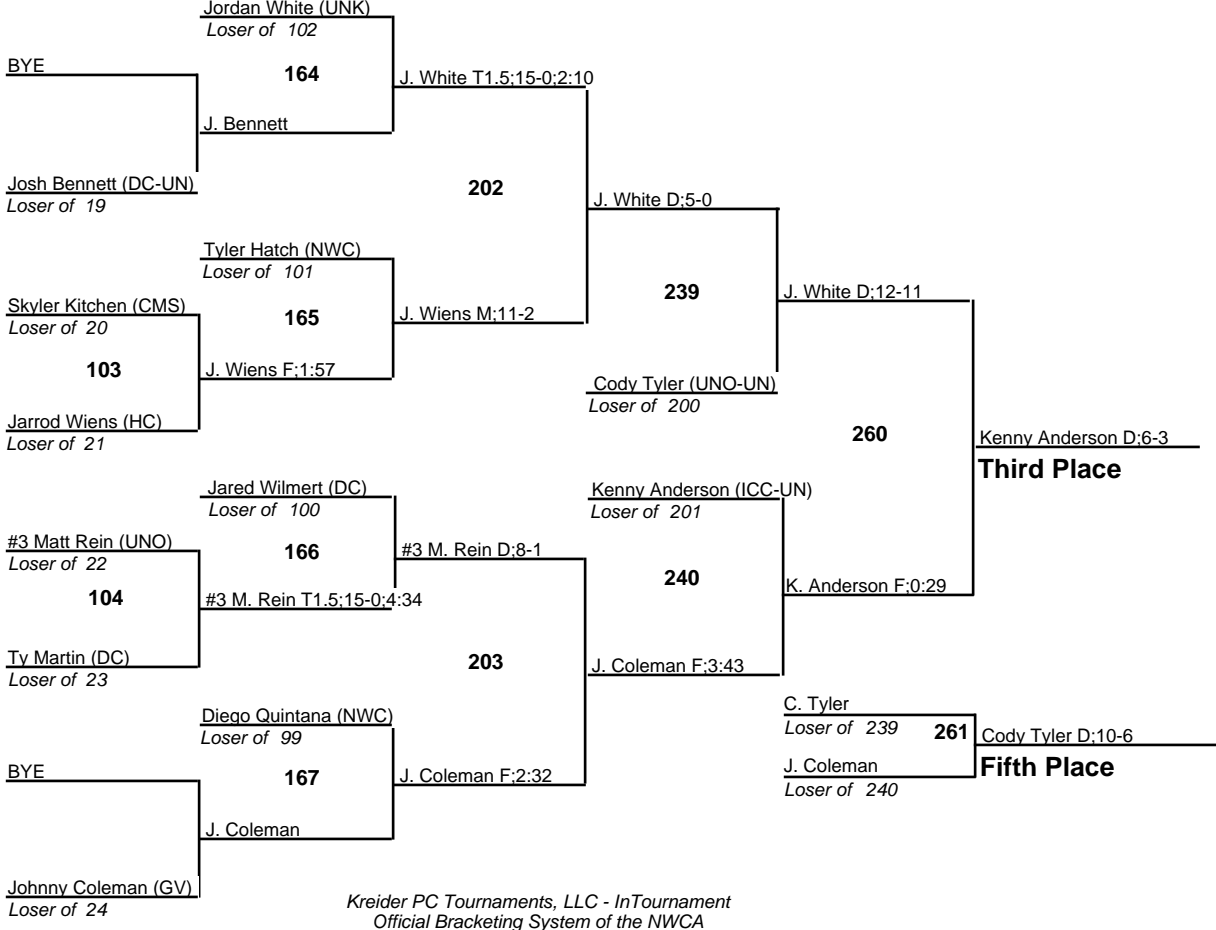 Jordan White (UNK)
Loser of 102
BYE
164
J. White T1.5;15-0;2:10
J. Bennett
Josh Bennett (DC-UN)
Loser of 19
202
J. White D;5-0
Tyler Hatch (NWC)
Loser of 101
Skyler Kitchen (CMS)
Loser of 20
165
J. Wiens M;11-2
239
J. White D;12-11
103
J. Wiens F;1:57
Cody Tyler (UNO-UN)
Loser of 200
Jarrod Wiens (HC)
Loser of 21
260
Kenny Anderson D;6-3
Third Place
Jared Wilmert (DC)
Loser of 100
Kenny Anderson (ICC-UN)
Loser of 201
#3 Matt Rein (UNO)
Loser of 22
166
#3 M. Rein D;8-1
240
K. Anderson F;0:29
104
#3 M. Rein T1.5;15-0;4:34
Ty Martin (DC)
Loser of 23
203
J. Coleman F;3:43
Diego Quintana (NWC)
Loser of 99
C. Tyler
Loser of 239
261
Cody Tyler D;10-6
Fifth Place
J. Coleman
Loser of 240
BYE
167
J. Coleman F;2:32
J. Coleman
Johnny Coleman (GV)
Loser of 24
Kreider PC Tournaments, LLC - InTournament
Official Bracketing System of the NWCA